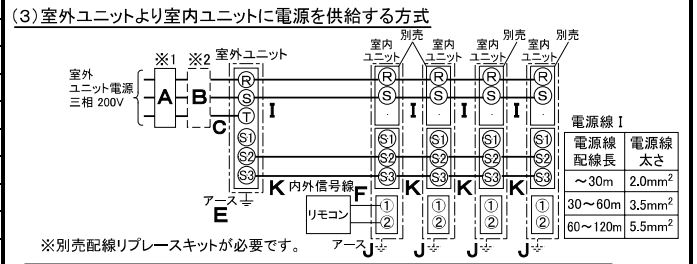 (3)室外ユニットより室内ユニットに電源を供給する方式
※1 ※2 室外ユニット
別売 別売
室内ユニット 室内ユニット 室内ユニット 室内ユニット
室外
ユニット電源
三相 200V
A B C
R S T
S1 S2 S3
R S R S R S R S
I I I I
S1 S2 S3 S1 S2 S3 S1 S2 S3 S1 S2 S3
K 内外信号線 F K K K
アース
E
リモコン
① ② ① ② ① ② ① ②
アース J J J J
※別売配線リプレースキットが必要です。
電源線 I
電源線配線長 電源線太さ
～30m 2.0mm²
30～60m 3.5mm²
60～120m 5.5mm²